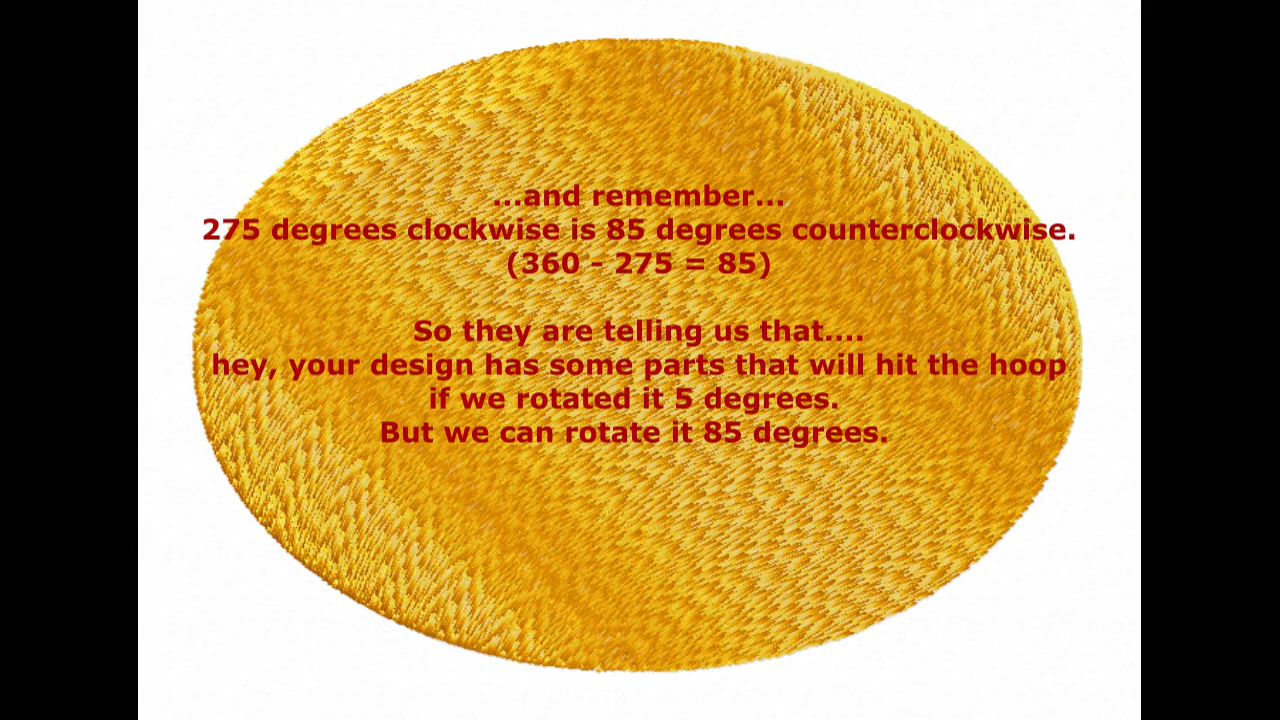 ...and remember...
275 degrees clockwise is 85 degrees counterclockwise.
(360 - 275 = 85)
So they are telling us that....
hey, your design has some parts that will hit the hoop
if we rotated it 5 degrees.
But we can rotate it 85 degrees.